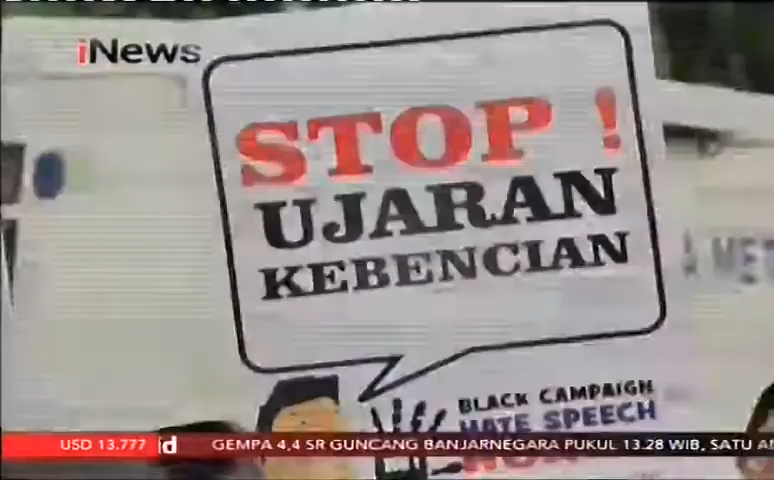 iNews
STOP !
UJARAN
KEBENCIAN
BLACK CAMPAIGN
HATE SPEECH
USD 13.777
GEMPA 4,4 SR GUNCANG BANJARNEGARA PUKUL 13.28 WIB, SATU